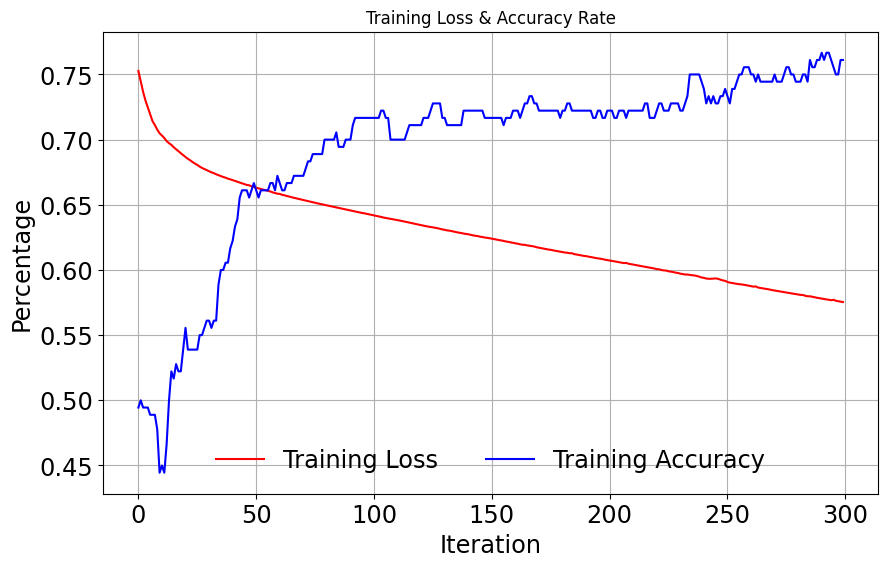 Training Loss & Accuracy Rate
Percentage
0.75
0.70
0.65
0.60
0.55
0.50
0.45
Training Loss
Training Accuracy
0 50 100 150 200 250 300
Iteration